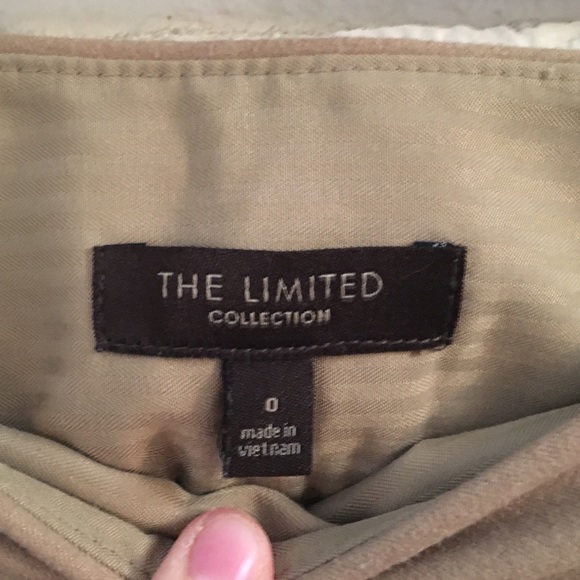 THE LIMITED
COLLECTION
0
made in
vietnam